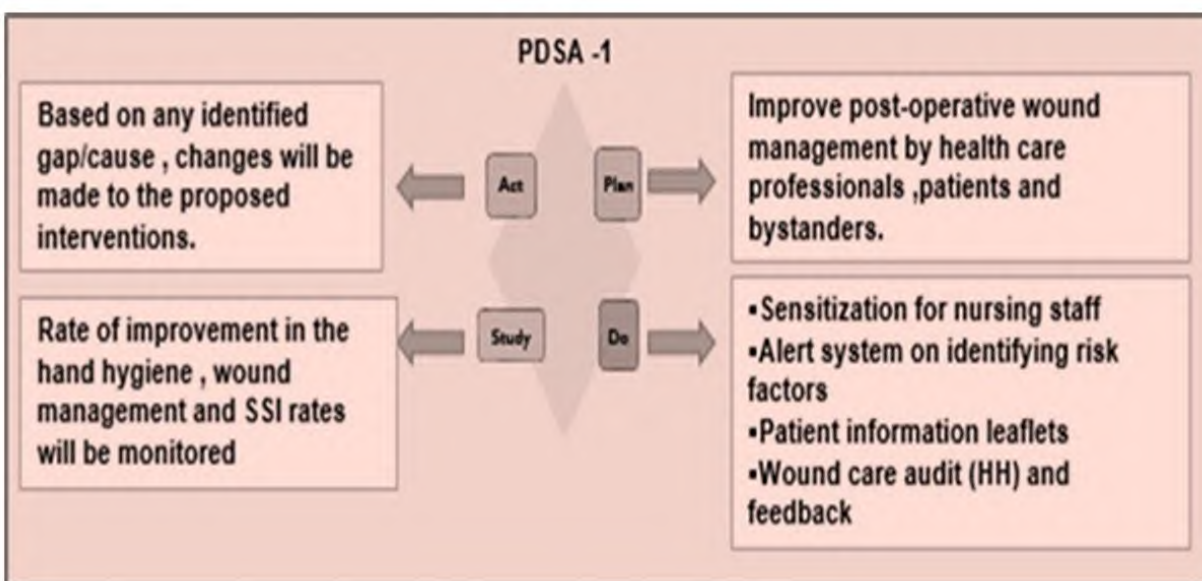 PDSA -1
Based on any identified
gap/cause , changes will be
made to the proposed
interventions.
Act
Plan
Improve post-operative wound
management by health care
professionals ,patients and
bystanders.
Rate of improvement in the
hand hygiene , wound
management and SSI rates
will be monitored
Study
Do
▪Sensitization for nursing staff
▪Alert system on identifying risk
factors
▪Patient information leaflets
▪Wound care audit (HH) and
feedback